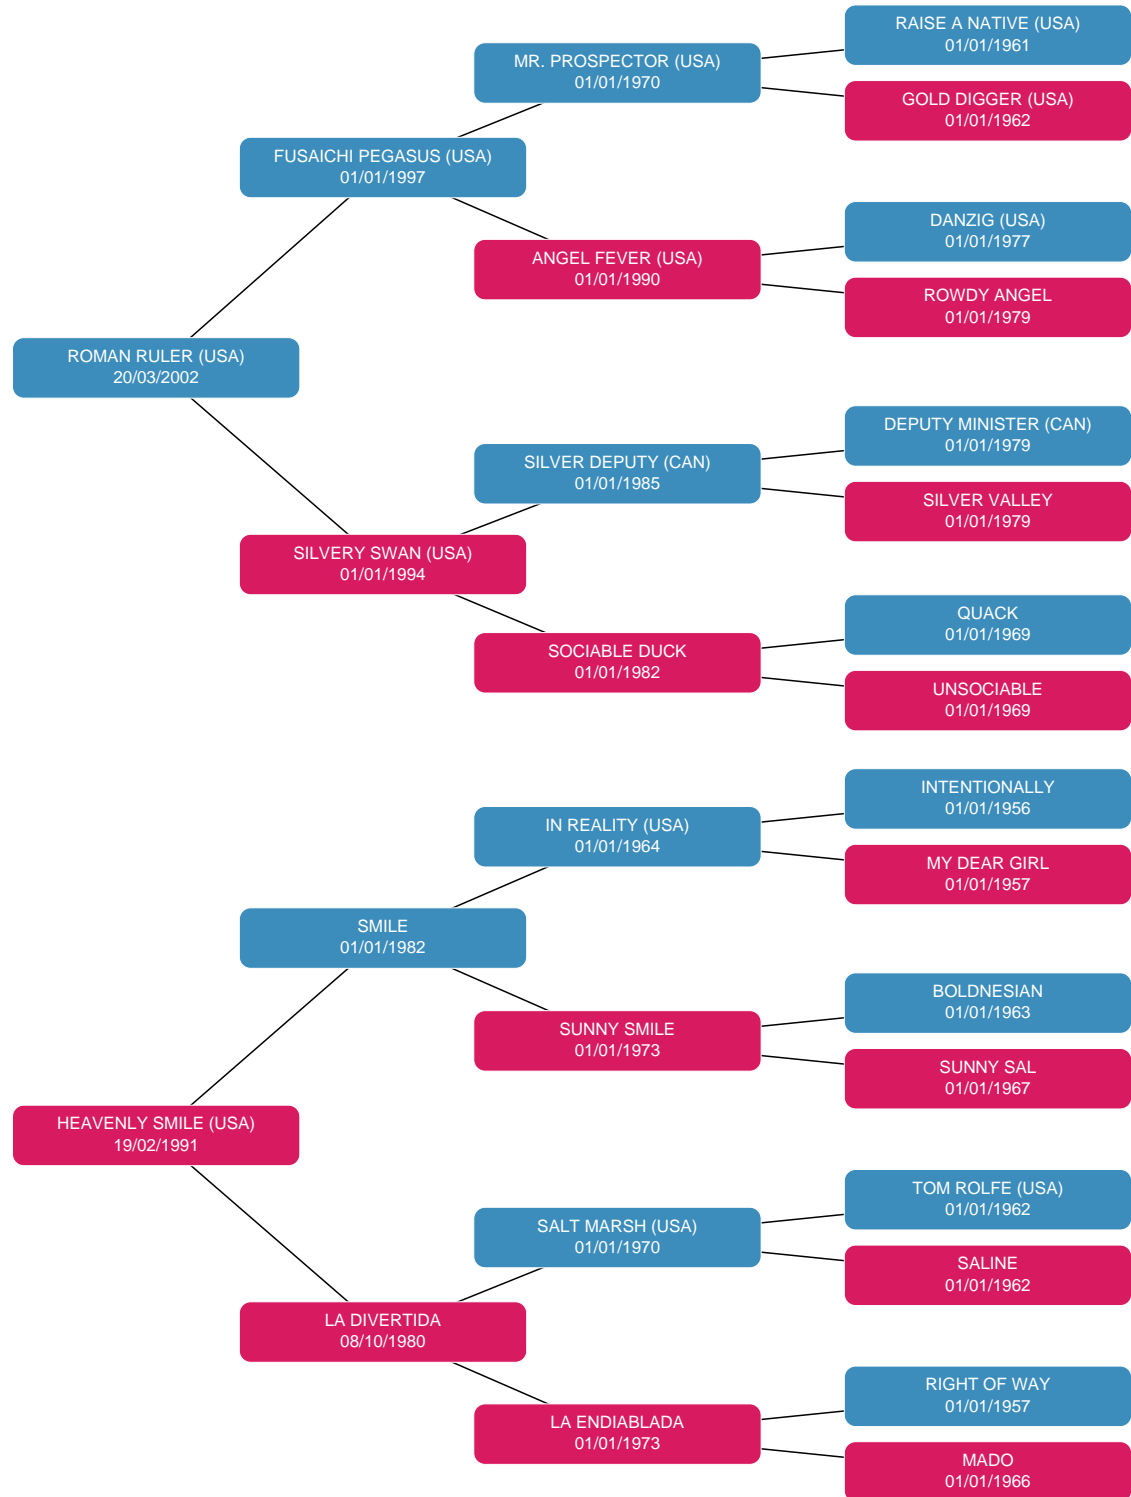 RAISE A NATIVE (USA)
01/01/1961
MR. PROSPECTOR (USA)
01/01/1970
GOLD DIGGER (USA)
01/01/1962
FUSAICHI PEGASUS (USA)
01/01/1997
DANZIG (USA)
01/01/1977
ANGEL FEVER (USA)
01/01/1990
ROWDY ANGEL
01/01/1979
ROMAN RULER (USA)
20/03/2002
DEPUTY MINISTER (CAN)
01/01/1979
SILVER DEPUTY (CAN)
01/01/1985
SILVER VALLEY
01/01/1979
SILVERY SWAN (USA)
01/01/1994
QUACK
01/01/1969
SOCIABLE DUCK
01/01/1982
UNSOCIABLE
01/01/1969
INTENTIONALLY
01/01/1956
IN REALITY (USA)
01/01/1964
MY DEAR GIRL
01/01/1957
SMILE
01/01/1982
BOLDNESIAN
01/01/1963
SUNNY SMILE
01/01/1973
SUNNY SAL
01/01/1967
HEAVENLY SMILE (USA)
19/02/1991
TOM ROLFE (USA)
01/01/1962
SALT MARSH (USA)
01/01/1970
SALINE
01/01/1962
LA DIVERTIDA
08/10/1980
RIGHT OF WAY
01/01/1957
LA ENDIABLADA
01/01/1973
MADO
01/01/1966